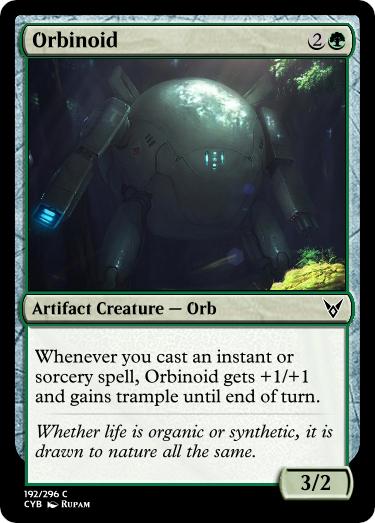 Orbinoid 2
Artifact Creature — Orb
Whenever you cast an instant or
sorcery spell, Orbinoid gets +1/+1
and gains trample until end of turn.
Whether life is organic or synthetic, it is
drawn to nature all the same.
3/2
192/296 C
CYB Rupam